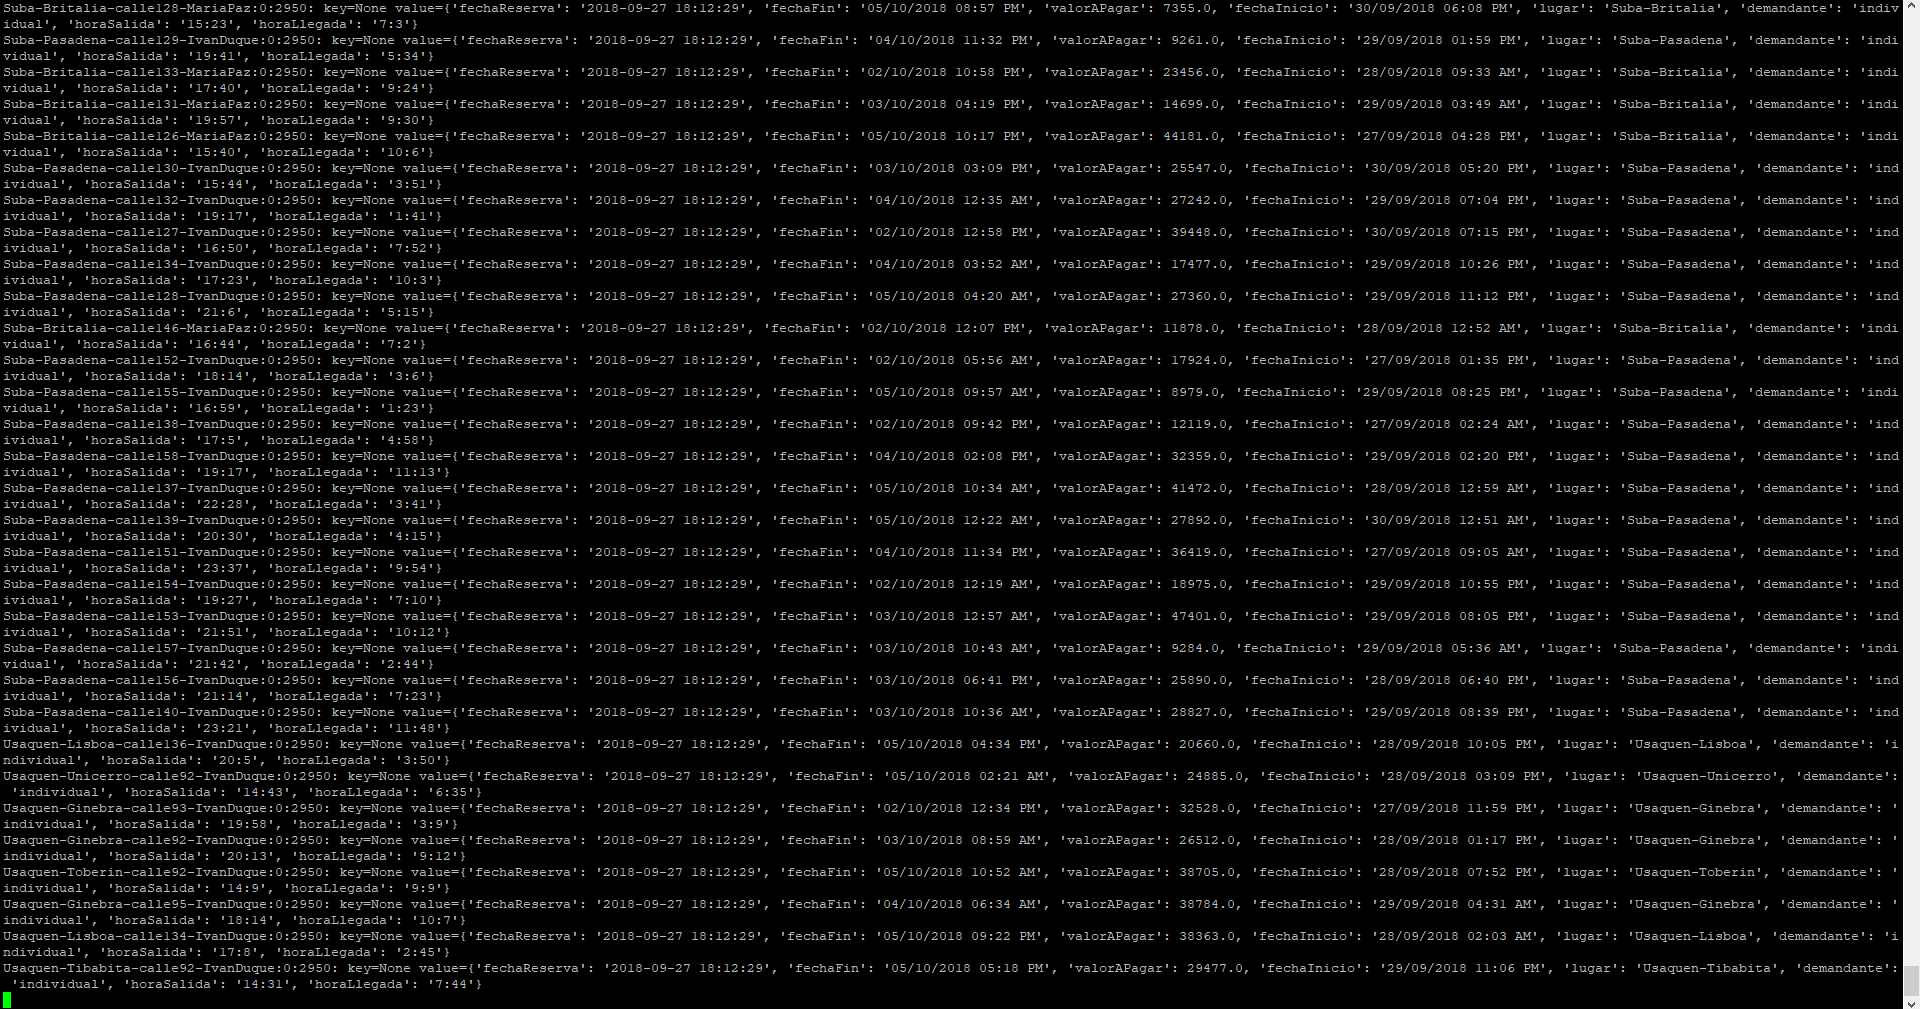 Suba-Britalia-calle128-MariaPaz:0:2950: key=None value={'fechaReserva': '2018-09-27 18:12:29', 'fechaFin': '05/10/2018 08:57 PM', 'valorAPagar': 7355.0, 'fechaInicio': '30/09/2018 06:08 PM', 'lugar': 'Suba-Britalia', 'demandante': 'indiv
idual', 'horaSalida': '15:23', 'horaLlegada': '7:3'}
Suba-Pasadena-calle129-IvanDuque:0:2950: key=None value={'fechaReserva': '2018-09-27 18:12:29', 'fechaFin': '04/10/2018 11:32 PM', 'valorAPagar': 9261.0, 'fechaInicio': '29/09/2018 01:59 PM', 'lugar': 'Suba-Pasadena', 'demandante': 'indi
vidual', 'horaSalida': '19:41', 'horaLlegada': '5:34'}
Suba-Britalia-calle133-MariaPaz:0:2950: key=None value={'fechaReserva': '2018-09-27 18:12:29', 'fechaFin': '02/10/2018 10:58 PM', 'valorAPagar': 23456.0, 'fechaInicio': '28/09/2018 09:33 AM', 'lugar': 'Suba-Britalia', 'demandante': 'indi
vidual', 'horaSalida': '17:40', 'horaLlegada': '9:24'}
Suba-Britalia-calle131-MariaPaz:0:2950: key=None value={'fechaReserva': '2018-09-27 18:12:29', 'fechaFin': '03/10/2018 04:19 PM', 'valorAPagar': 14699.0, 'fechaInicio': '29/09/2018 03:49 AM', 'lugar': 'Suba-Britalia', 'demandante': 'indi
vidual', 'horaSalida': '19:57', 'horaLlegada': '9:30'}
Suba-Britalia-calle126-MariaPaz:0:2950: key=None value={'fechaReserva': '2018-09-27 18:12:29', 'fechaFin': '05/10/2018 10:17 PM', 'valorAPagar': 44181.0, 'fechaInicio': '27/09/2018 04:28 PM', 'lugar': 'Suba-Britalia', 'demandante': 'indi
vidual', 'horaSalida': '15:40', 'horaLlegada': '10:6'}
Suba-Pasadena-calle130-IvanDuque:0:2950: key=None value={'fechaReserva': '2018-09-27 18:12:29', 'fechaFin': '03/10/2018 03:09 PM', 'valorAPagar': 25547.0, 'fechaInicio': '30/09/2018 05:20 PM', 'lugar': 'Suba-Pasadena', 'demandante': 'ind
ividual', 'horaSalida': '15:44', 'horaLlegada': '3:51'}
Suba-Pasadena-calle132-IvanDuque:0:2950: key=None value={'fechaReserva': '2018-09-27 18:12:29', 'fechaFin': '04/10/2018 12:35 AM', 'valorAPagar': 27242.0, 'fechaInicio': '29/09/2018 07:04 PM', 'lugar': 'Suba-Pasadena', 'demandante': 'ind
ividual', 'horaSalida': '19:17', 'horaLlegada': '1:41'}
Suba-Pasadena-calle127-IvanDuque:0:2950: key=None value={'fechaReserva': '2018-09-27 18:12:29', 'fechaFin': '02/10/2018 12:58 PM', 'valorAPagar': 39448.0, 'fechaInicio': '30/09/2018 07:15 PM', 'lugar': 'Suba-Pasadena', 'demandante': 'ind
ividual', 'horaSalida': '16:50', 'horaLlegada': '7:52'}
Suba-Pasadena-calle134-IvanDuque:0:2950: key=None value={'fechaReserva': '2018-09-27 18:12:29', 'fechaFin': '04/10/2018 03:52 AM', 'valorAPagar': 17477.0, 'fechaInicio': '29/09/2018 10:26 PM', 'lugar': 'Suba-Pasadena', 'demandante': 'ind
ividual', 'horaSalida': '17:23', 'horaLlegada': '10:3'}
Suba-Pasadena-calle128-IvanDuque:0:2950: key=None value={'fechaReserva': '2018-09-27 18:12:29', 'fechaFin': '05/10/2018 04:20 AM', 'valorAPagar': 27360.0, 'fechaInicio': '29/09/2018 11:12 PM', 'lugar': 'Suba-Pasadena', 'demandante': 'ind
ividual', 'horaSalida': '21:6', 'horaLlegada': '5:15'}
Suba-Britalia-calle146-MariaPaz:0:2950: key=None value={'fechaReserva': '2018-09-27 18:12:29', 'fechaFin': '02/10/2018 12:07 PM', 'valorAPagar': 11878.0, 'fechaInicio': '28/09/2018 12:52 AM', 'lugar': 'Suba-Britalia', 'demandante': 'indi
vidual', 'horaSalida': '16:44', 'horaLlegada': '7:2'}
Suba-Pasadena-calle152-IvanDuque:0:2950: key=None value={'fechaReserva': '2018-09-27 18:12:29', 'fechaFin': '02/10/2018 05:56 AM', 'valorAPagar': 17924.0, 'fechaInicio': '27/09/2018 01:35 PM', 'lugar': 'Suba-Pasadena', 'demandante': 'ind
ividual', 'horaSalida': '18:14', 'horaLlegada': '3:6'}
Suba-Pasadena-calle155-IvanDuque:0:2950: key=None value={'fechaReserva': '2018-09-27 18:12:29', 'fechaFin': '05/10/2018 09:57 AM', 'valorAPagar': 8979.0, 'fechaInicio': '29/09/2018 08:25 PM', 'lugar': 'Suba-Pasadena', 'demandante': 'indi
vidual', 'horaSalida': '16:59', 'horaLlegada': '1:23'}
Suba-Pasadena-calle138-IvanDuque:0:2950: key=None value={'fechaReserva': '2018-09-27 18:12:29', 'fechaFin': '02/10/2018 09:42 PM', 'valorAPagar': 12119.0, 'fechaInicio': '27/09/2018 02:24 AM', 'lugar': 'Suba-Pasadena', 'demandante': 'ind
ividual', 'horaSalida': '17:5', 'horaLlegada': '4:58'}
Suba-Pasadena-calle158-IvanDuque:0:2950: key=None value={'fechaReserva': '2018-09-27 18:12:29', 'fechaFin': '04/10/2018 02:08 PM', 'valorAPagar': 32359.0, 'fechaInicio': '29/09/2018 02:20 PM', 'lugar': 'Suba-Pasadena', 'demandante': 'ind
ividual', 'horaSalida': '19:17', 'horaLlegada': '11:13'}
Suba-Pasadena-calle137-IvanDuque:0:2950: key=None value={'fechaReserva': '2018-09-27 18:12:29', 'fechaFin': '05/10/2018 10:34 AM', 'valorAPagar': 41472.0, 'fechaInicio': '28/09/2018 12:59 AM', 'lugar': 'Suba-Pasadena', 'demandante': 'ind
ividual', 'horaSalida': '22:28', 'horaLlegada': '3:41'}
Suba-Pasadena-calle139-IvanDuque:0:2950: key=None value={'fechaReserva': '2018-09-27 18:12:29', 'fechaFin': '05/10/2018 12:22 AM', 'valorAPagar': 27892.0, 'fechaInicio': '30/09/2018 12:51 AM', 'lugar': 'Suba-Pasadena', 'demandante': 'ind
ividual', 'horaSalida': '20:30', 'horaLlegada': '4:15'}
Suba-Pasadena-calle151-IvanDuque:0:2950: key=None value={'fechaReserva': '2018-09-27 18:12:29', 'fechaFin': '04/10/2018 11:34 PM', 'valorAPagar': 36419.0, 'fechaInicio': '27/09/2018 09:05 AM', 'lugar': 'Suba-Pasadena', 'demandante': 'ind
ividual', 'horaSalida': '23:37', 'horaLlegada': '9:54'}
Suba-Pasadena-calle154-IvanDuque:0:2950: key=None value={'fechaReserva': '2018-09-27 18:12:29', 'fechaFin': '02/10/2018 12:19 AM', 'valorAPagar': 18975.0, 'fechaInicio': '29/09/2018 10:55 PM', 'lugar': 'Suba-Pasadena', 'demandante': 'ind
ividual', 'horaSalida': '19:27', 'horaLlegada': '7:10'}
Suba-Pasadena-calle153-IvanDuque:0:2950: key=None value={'fechaReserva': '2018-09-27 18:12:29', 'fechaFin': '03/10/2018 12:57 AM', 'valorAPagar': 47401.0, 'fechaInicio': '29/09/2018 08:05 PM', 'lugar': 'Suba-Pasadena', 'demandante': 'ind
ividual', 'horaSalida': '21:51', 'horaLlegada': '10:12'}
Suba-Pasadena-calle157-IvanDuque:0:2950: key=None value={'fechaReserva': '2018-09-27 18:12:29', 'fechaFin': '03/10/2018 10:43 AM', 'valorAPagar': 9284.0, 'fechaInicio': '29/09/2018 05:36 AM', 'lugar': 'Suba-Pasadena', 'demandante': 'indi
vidual', 'horaSalida': '21:42', 'horaLlegada': '2:44'}
Suba-Pasadena-calle156-IvanDuque:0:2950: key=None value={'fechaReserva': '2018-09-27 18:12:29', 'fechaFin': '03/10/2018 06:41 PM', 'valorAPagar': 25890.0, 'fechaInicio': '28/09/2018 06:40 PM', 'lugar': 'Suba-Pasadena', 'demandante': 'ind
ividual', 'horaSalida': '21:14', 'horaLlegada': '7:23'}
Suba-Pasadena-calle140-IvanDuque:0:2950: key=None value={'fechaReserva': '2018-09-27 18:12:29', 'fechaFin': '03/10/2018 10:36 AM', 'valorAPagar': 28827.0, 'fechaInicio': '29/09/2018 08:39 PM', 'lugar': 'Suba-Pasadena', 'demandante': 'ind
ividual', 'horaSalida': '23:21', 'horaLlegada': '11:48'}
Usaquen-Lisboa-calle136-IvanDuque:0:2950: key=None value={'fechaReserva': '2018-09-27 18:12:29', 'fechaFin': '05/10/2018 04:34 PM', 'valorAPagar': 20660.0, 'fechaInicio': '28/09/2018 10:05 PM', 'lugar': 'Usaquen-Lisboa', 'demandante': 'i
ndividual', 'horaSalida': '20:5', 'horaLlegada': '3:50'}
Usaquen-Unicerro-calle92-IvanDuque:0:2950: key=None value={'fechaReserva': '2018-09-27 18:12:29', 'fechaFin': '05/10/2018 02:21 AM', 'valorAPagar': 24885.0, 'fechaInicio': '28/09/2018 03:09 PM', 'lugar': 'Usaquen-Unicerro', 'demandante':
 'individual', 'horaSalida': '14:43', 'horaLlegada': '6:35'}
Usaquen-Ginebra-calle93-IvanDuque:0:2950: key=None value={'fechaReserva': '2018-09-27 18:12:29', 'fechaFin': '02/10/2018 12:34 PM', 'valorAPagar': 32528.0, 'fechaInicio': '27/09/2018 11:59 PM', 'lugar': 'Usaquen-Ginebra', 'demandante': '
individual', 'horaSalida': '19:58', 'horaLlegada': '3:9'}
Usaquen-Ginebra-calle92-IvanDuque:0:2950: key=None value={'fechaReserva': '2018-09-27 18:12:29', 'fechaFin': '03/10/2018 08:59 AM', 'valorAPagar': 26512.0, 'fechaInicio': '28/09/2018 01:17 PM', 'lugar': 'Usaquen-Ginebra', 'demandante': '
individual', 'horaSalida': '20:13', 'horaLlegada': '9:12'}
Usaquen-Toberin-calle92-IvanDuque:0:2950: key=None value={'fechaReserva': '2018-09-27 18:12:29', 'fechaFin': '05/10/2018 10:52 AM', 'valorAPagar': 38705.0, 'fechaInicio': '28/09/2018 07:52 PM', 'lugar': 'Usaquen-Toberin', 'demandante': '
individual', 'horaSalida': '14:9', 'horaLlegada': '9:9'}
Usaquen-Ginebra-calle95-IvanDuque:0:2950: key=None value={'fechaReserva': '2018-09-27 18:12:29', 'fechaFin': '04/10/2018 06:34 AM', 'valorAPagar': 38784.0, 'fechaInicio': '29/09/2018 04:31 AM', 'lugar': 'Usaquen-Ginebra', 'demandante': '
individual', 'horaSalida': '18:14', 'horaLlegada': '10:7'}
Usaquen-Lisboa-calle134-IvanDuque:0:2950: key=None value={'fechaReserva': '2018-09-27 18:12:29', 'fechaFin': '05/10/2018 09:22 PM', 'valorAPagar': 38363.0, 'fechaInicio': '28/09/2018 02:03 AM', 'lugar': 'Usaquen-Lisboa', 'demandante': 'i
ndividual', 'horaSalida': '17:8', 'horaLlegada': '2:45'}
Usaquen-Tibabita-calle92-IvanDuque:0:2950: key=None value={'fechaReserva': '2018-09-27 18:12:29', 'fechaFin': '05/10/2018 05:18 PM', 'valorAPagar': 29477.0, 'fechaInicio': '29/09/2018 11:06 PM', 'lugar': 'Usaquen-Tibabita', 'demandante':
 'individual', 'horaSalida': '14:31', 'horaLlegada': '7:44'}